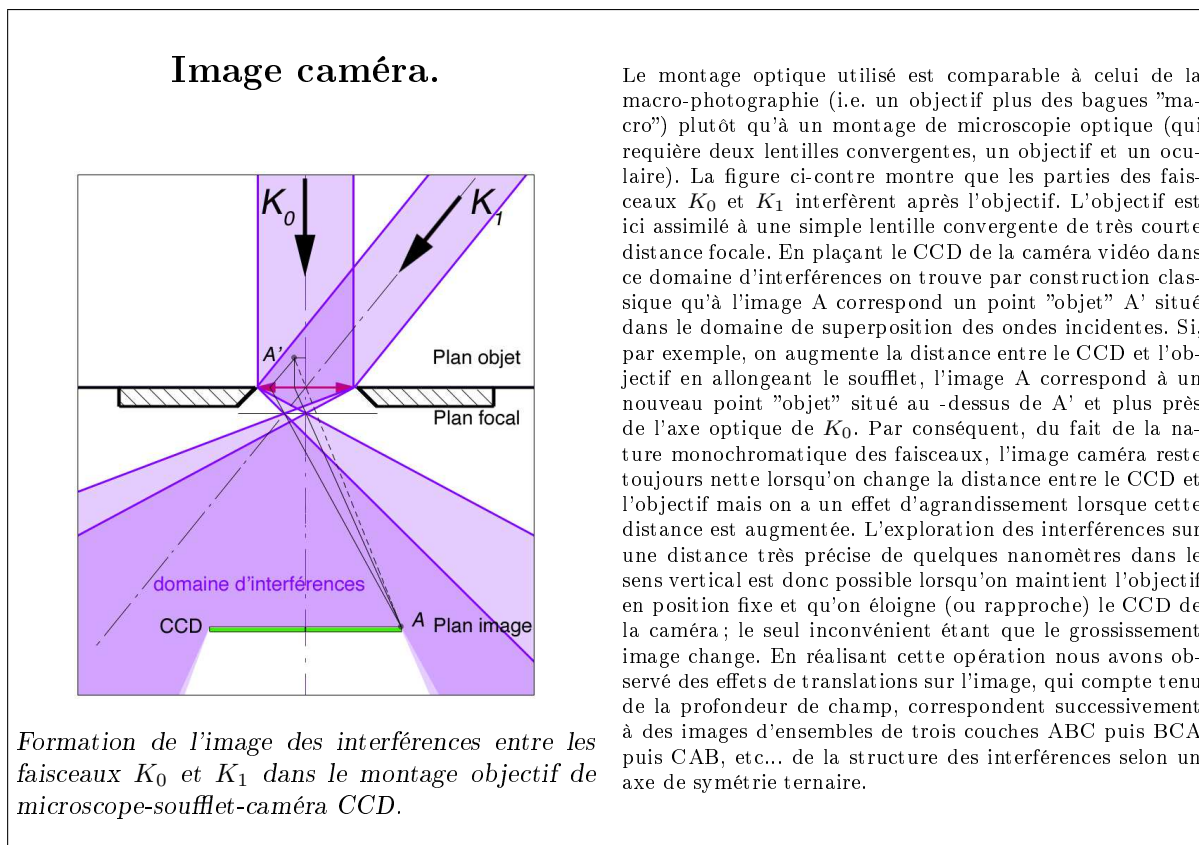 Image caméra.
K0
K1
A'
Plan objet
Plan focal
domaine d'interférences
CCD
A
Plan image
Formation de l'image des interférences entre les
faisceaux K0 et K1 dans le montage objectif de
microscope-soufflet-caméra CCD.
Le montage optique utilisé est comparable à celui de la
macro-photographie (i.e. un objectif plus des bagues "ma-
cro") plutôt qu'à un montage de microscopie optique (qui
requière deux lentilles convergentes, un objectif et un ocu-
laire). La figure ci-contre montre que les parties des fais-
ceaux K0 et K1 interfèrent après l'objectif. L'objectif est
ici assimilé à une simple lentille convergente de très courte
distance focale. En plaçant le CCD de la caméra vidéo dans
ce domaine d'interférences on trouve par construction clas-
sique qu'à l'image A correspond un point "objet" A' situé
dans le domaine de superposition des ondes incidentes. Si,
par exemple, on augmente la distance entre le CCD et l'ob-
jectif en allongeant le soufflet, l'image A correspond à un
nouveau point "objet" situé au -dessus de A' et plus près
de l'axe optique de K0. Par conséquent, du fait de la na-
ture monochromatique des faisceaux, l'image caméra reste
toujours nette lorsqu'on change la distance entre le CCD et
l'objectif mais on a un effet d'agrandissement lorsque cette
distance est augmentée. L'exploration des interférences sur
une distance très précise de quelques nanomètres dans le
sens vertical est donc possible lorsqu'on maintient l'objectif
en position fixe et qu'on éloigne (ou rapproche) le CCD de
la caméra ; le seul inconvénient étant que le grossissement
image change. En réalisant cette opération nous avons ob-
servé des effets de translations sur l'image, qui compte tenu
de la profondeur de champ, correspondent successivement
à des images d'ensembles de trois couches ABC puis BCA
puis CAB, etc... de la structure des interférences selon un
axe de symétrie ternaire.